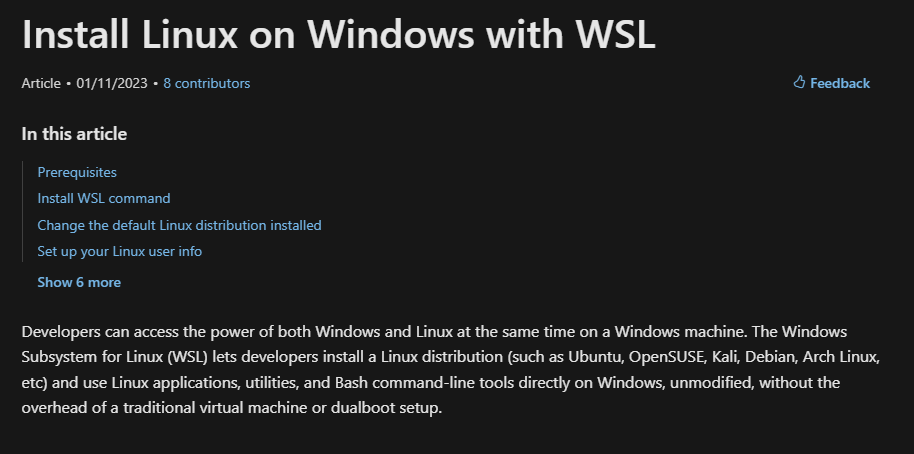 Install Linux on Windows with WSL
Article • 01/11/2023 • 8 contributors
Feedback
In this article
Prerequisites
Install WSL command
Change the default Linux distribution installed
Set up your Linux user info
Show 6 more
Developers can access the power of both Windows and Linux at the same time on a Windows machine. The Windows
Subsystem for Linux (WSL) lets developers install a Linux distribution (such as Ubuntu, OpenSUSE, Kali, Debian, Arch Linux,
etc) and use Linux applications, utilities, and Bash command-line tools directly on Windows, unmodified, without the
overhead of a traditional virtual machine or dualboot setup.